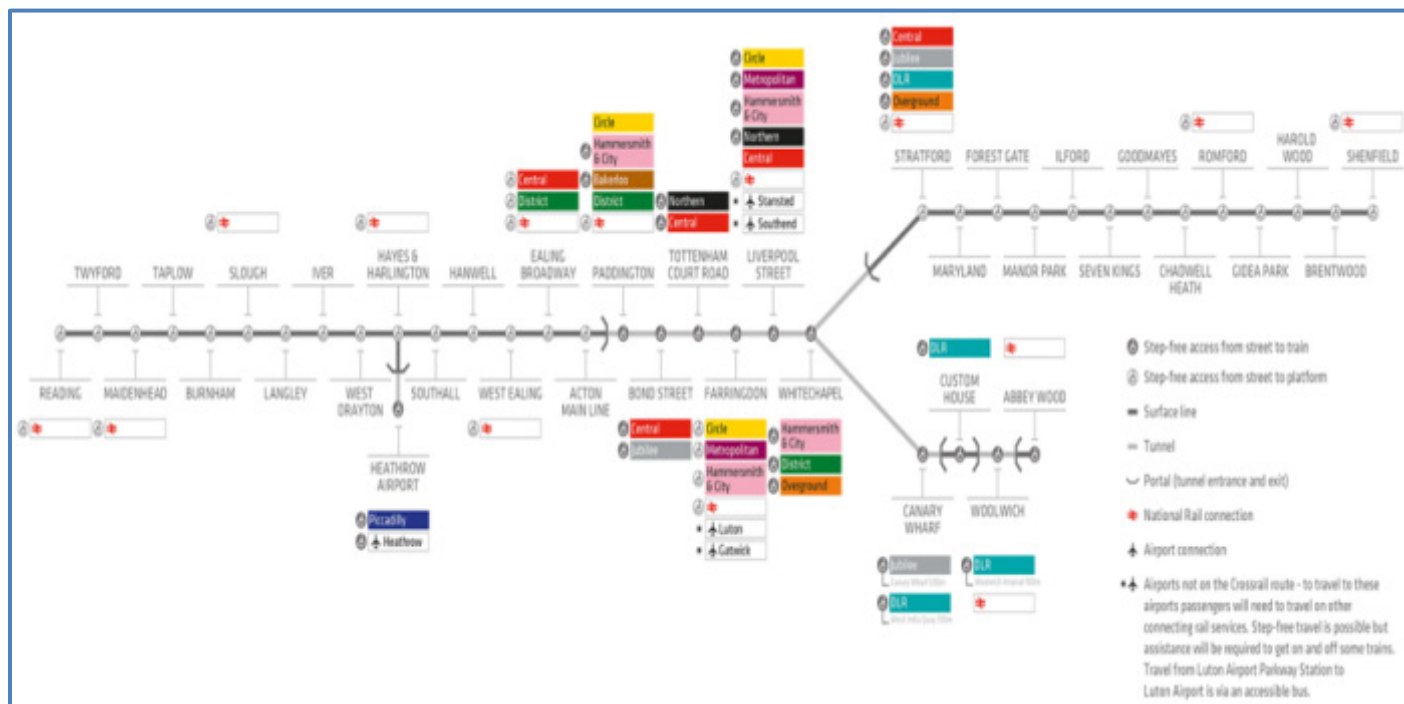 Circle
Metropolitan
Hammersmith
& City
Northern
Central
Stansted
Southend
Central
Jubilee
DLR
Overground
Circle
Hammersmith
& City
Bakerloo
District
Central
District
Northern
Central
STRATFORD
FOREST GATE
ILFORD
GOODMAYES
ROMFORD
HAROLD
WOOD
SHENFIELD
TWYFORD
TAPLOW
SLOUGH
IVER
HAYES &
HARLINGTON
HANWELL
EALING
BROADWAY
PADDINGTON
TOTTENHAM
COURT ROAD
LIVERPOOL
STREET
MARYLAND
MANOR PARK
SEVEN KINGS
CHADWELL
HEATH
GIDEA PARK
BRENTWOOD
READING
MAIDENHEAD
BURNHAM
LANGLEY
WEST
DRAYTON
SOUTHALL
WEST EALING
ACTON
MAIN LINE
BOND STREET
FARRINGDON
WHITECHAPEL
HEATHROW
AIRPORT
Piccadilly
Heathrow
Central
Jubilee
Circle
Metropolitan
Hammersmith
& City
Luton
Gatwick
Hammersmith
& City
District
Overground
DLR
CUSTOM
HOUSE
ABBEY WOOD
CANARY
WHARF
WOOLWICH
Jubilee
DLR
DLR
Step-free access from street to train
Step-free access from street to platform
Surface line
Tunnel
Portal (tunnel entrance and exit)
National Rail connection
Airport connection
Airports not on the Crossrail route - to travel to these
airports passengers will need to travel on other
connecting rail services. Step-free travel is possible but
assistance will be required to get on and off some trains.
Travel from Luton Airport Parkway Station to
Luton Airport is via an accessible bus.